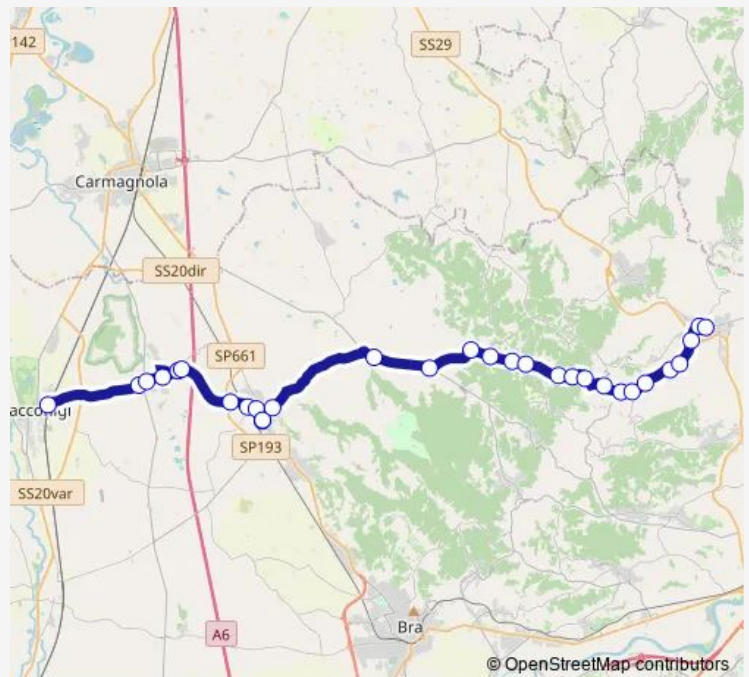 142
SS29
Carmagnola
SS20dir
SP661
acconigi
SP193
SS20var
A6
Bra
© OpenStreetMap contributors